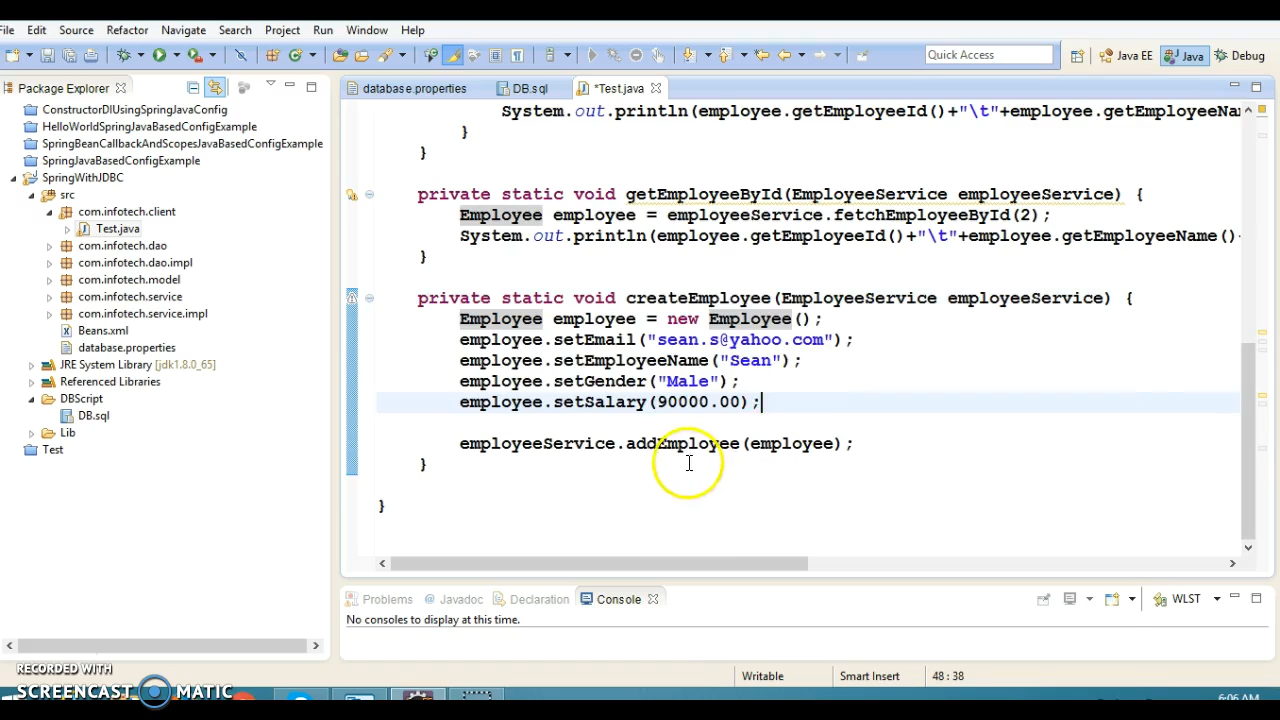 File Edit Source Refactor Navigate Search Project Run Window Help
Quick Access Java EE Java Debug
Package Explorer
ConstructorDIUsingSpringJavaConfig
HelloWorldSpringJavaBasedConfigExample
SpringBeanCallbackAndScopesJavaBasedConfigExample
SpringJavaBasedConfigExample
SpringWithJDBC
src
com.infotech.client
Test.java
com.infotech.dao
com.infotech.dao.impl
com.infotech.model
com.infotech.service
com.infotech.service.impl
Beans.xml
database.properties
JRE System Library [jdk1.8.0_65]
Referenced Libraries
DBScript
DB.sql
Lib
Test
database.properties DB.sql *Test.java
System.out.println(employee.getEmployeeId()+"\t"+employee.getEmployeeNam
}
}
private static void getEmployeeById(EmployeeService employeeService) {
Employee employee = employeeService.fetchEmployeeById(2);
System.out.println(employee.getEmployeeId()+"\t"+employee.getEmployeeName()+
}
private static void createEmployee(EmployeeService employeeService) {
Employee employee = new Employee();
employee.setEmail("sean.s@yahoo.com");
employee.setEmployeeName("Sean");
employee.setGender("Male");
employee.setSalary(90000.00);
employeeService.addEmployee(employee);
}
}
Problems Javadoc Declaration Console WLST
No consoles to display at this time.
Writable Smart Insert 48 : 38
RECORDED WITH
SCREENCAST MATIC
6:06 AM